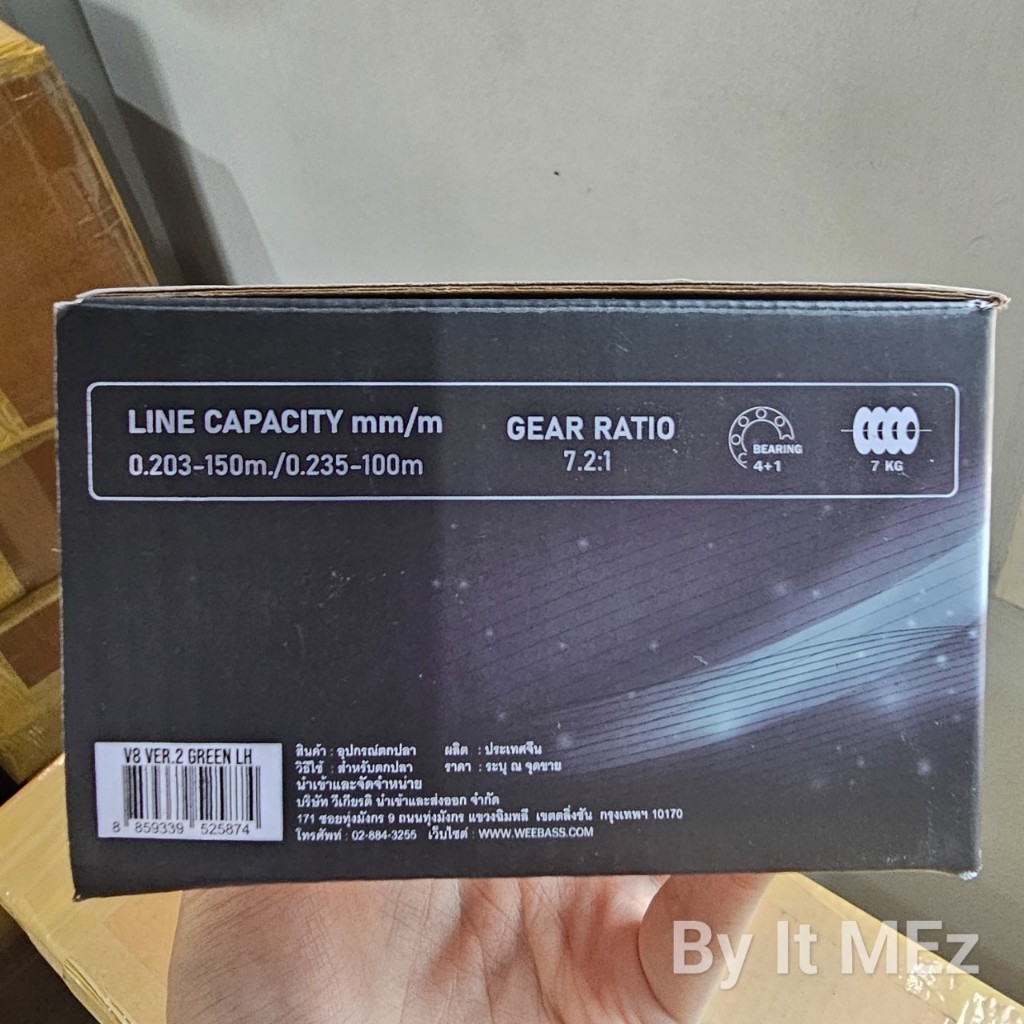 LINE CAPACITY mm/m
0.203-150m./0.235-100m
GEAR RATIO
7.2:1
BEARING
4+1
7 KG
V8 VER.2 GREEN LH
8 859339 525874
สินค้า : อุปกรณ์ตกปลา ผลิต : ประเทศจีน
วิธีใช้ : สำหรับตกปลา ราคา : ระบุ ณ จุดขาย
นำเข้าและจัดจำหน่าย
บริษัท วีเกียรติ นำเข้าและส่งออก จำกัด
171 ซอยทุ่งมังกร 9 ถนนทุ่งมังกร แขวงฉิมพลี เขตตลิ่งชัน กรุงเทพฯ 10170
โทรศัพท์ : 02-884-3255 เว็บไซต์ : WWW.WEEBASS.COM
By It MEz